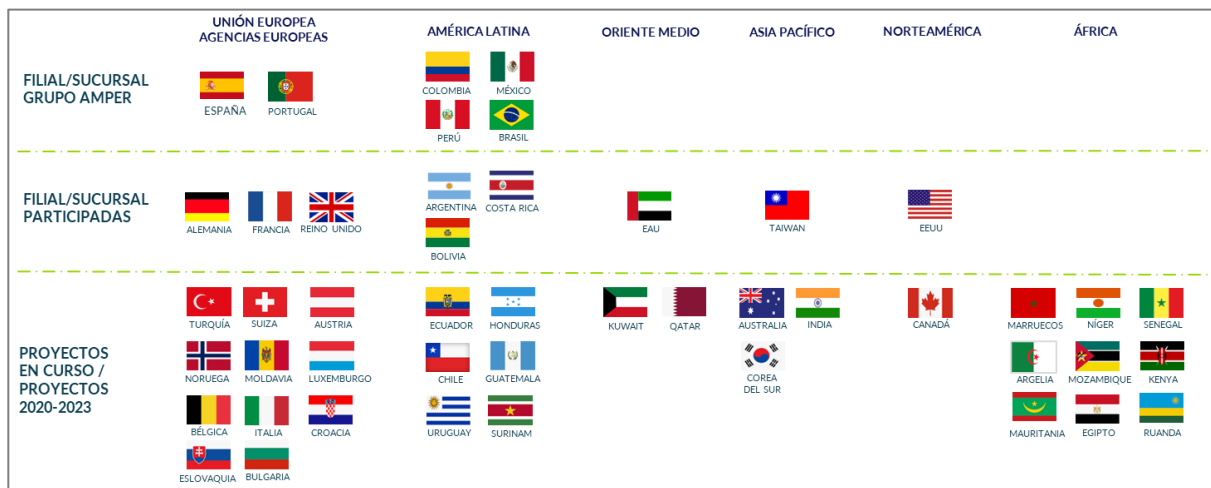 UNIÓN EUROPEA
AGENCIAS EUROPEAS
AMÉRICA LATINA
ORIENTE MEDIO
ASIA PACÍFICO
NORTEAMÉRICA
ÁFRICA
FILIAL/SUCURSAL
GRUPO AMPER
ESPAÑA
PORTUGAL
COLOMBIA
MÉXICO
PERÚ
BRASIL
FILIAL/SUCURSAL
PARTICIPADAS
ALEMANIA
FRANCIA
REINO UNIDO
ARGENTINA
COSTA RICA
BOLIVIA
EAU
TAIWAN
EEUU
PROYECTOS
EN CURSO /
PROYECTOS
2020-2023
TURQUÍA
SUIZA
AUSTRIA
NORUEGA
MOLDAVIA
LUXEMBURGO
BÉLGICA
ITALIA
CROACIA
ESLOVAQUIA
BULGARIA
ECUADOR
HONDURAS
CHILE
GUATEMALA
URUGUAY
SURINAM
KUWAIT
QATAR
AUSTRALIA
INDIA
COREA
DEL SUR
CANADÁ
MARRUECOS
NÍGER
SENEGAL
ARGELIA
MOZAMBIQUE
KENYA
MAURITANIA
EGIPTO
RUANDA